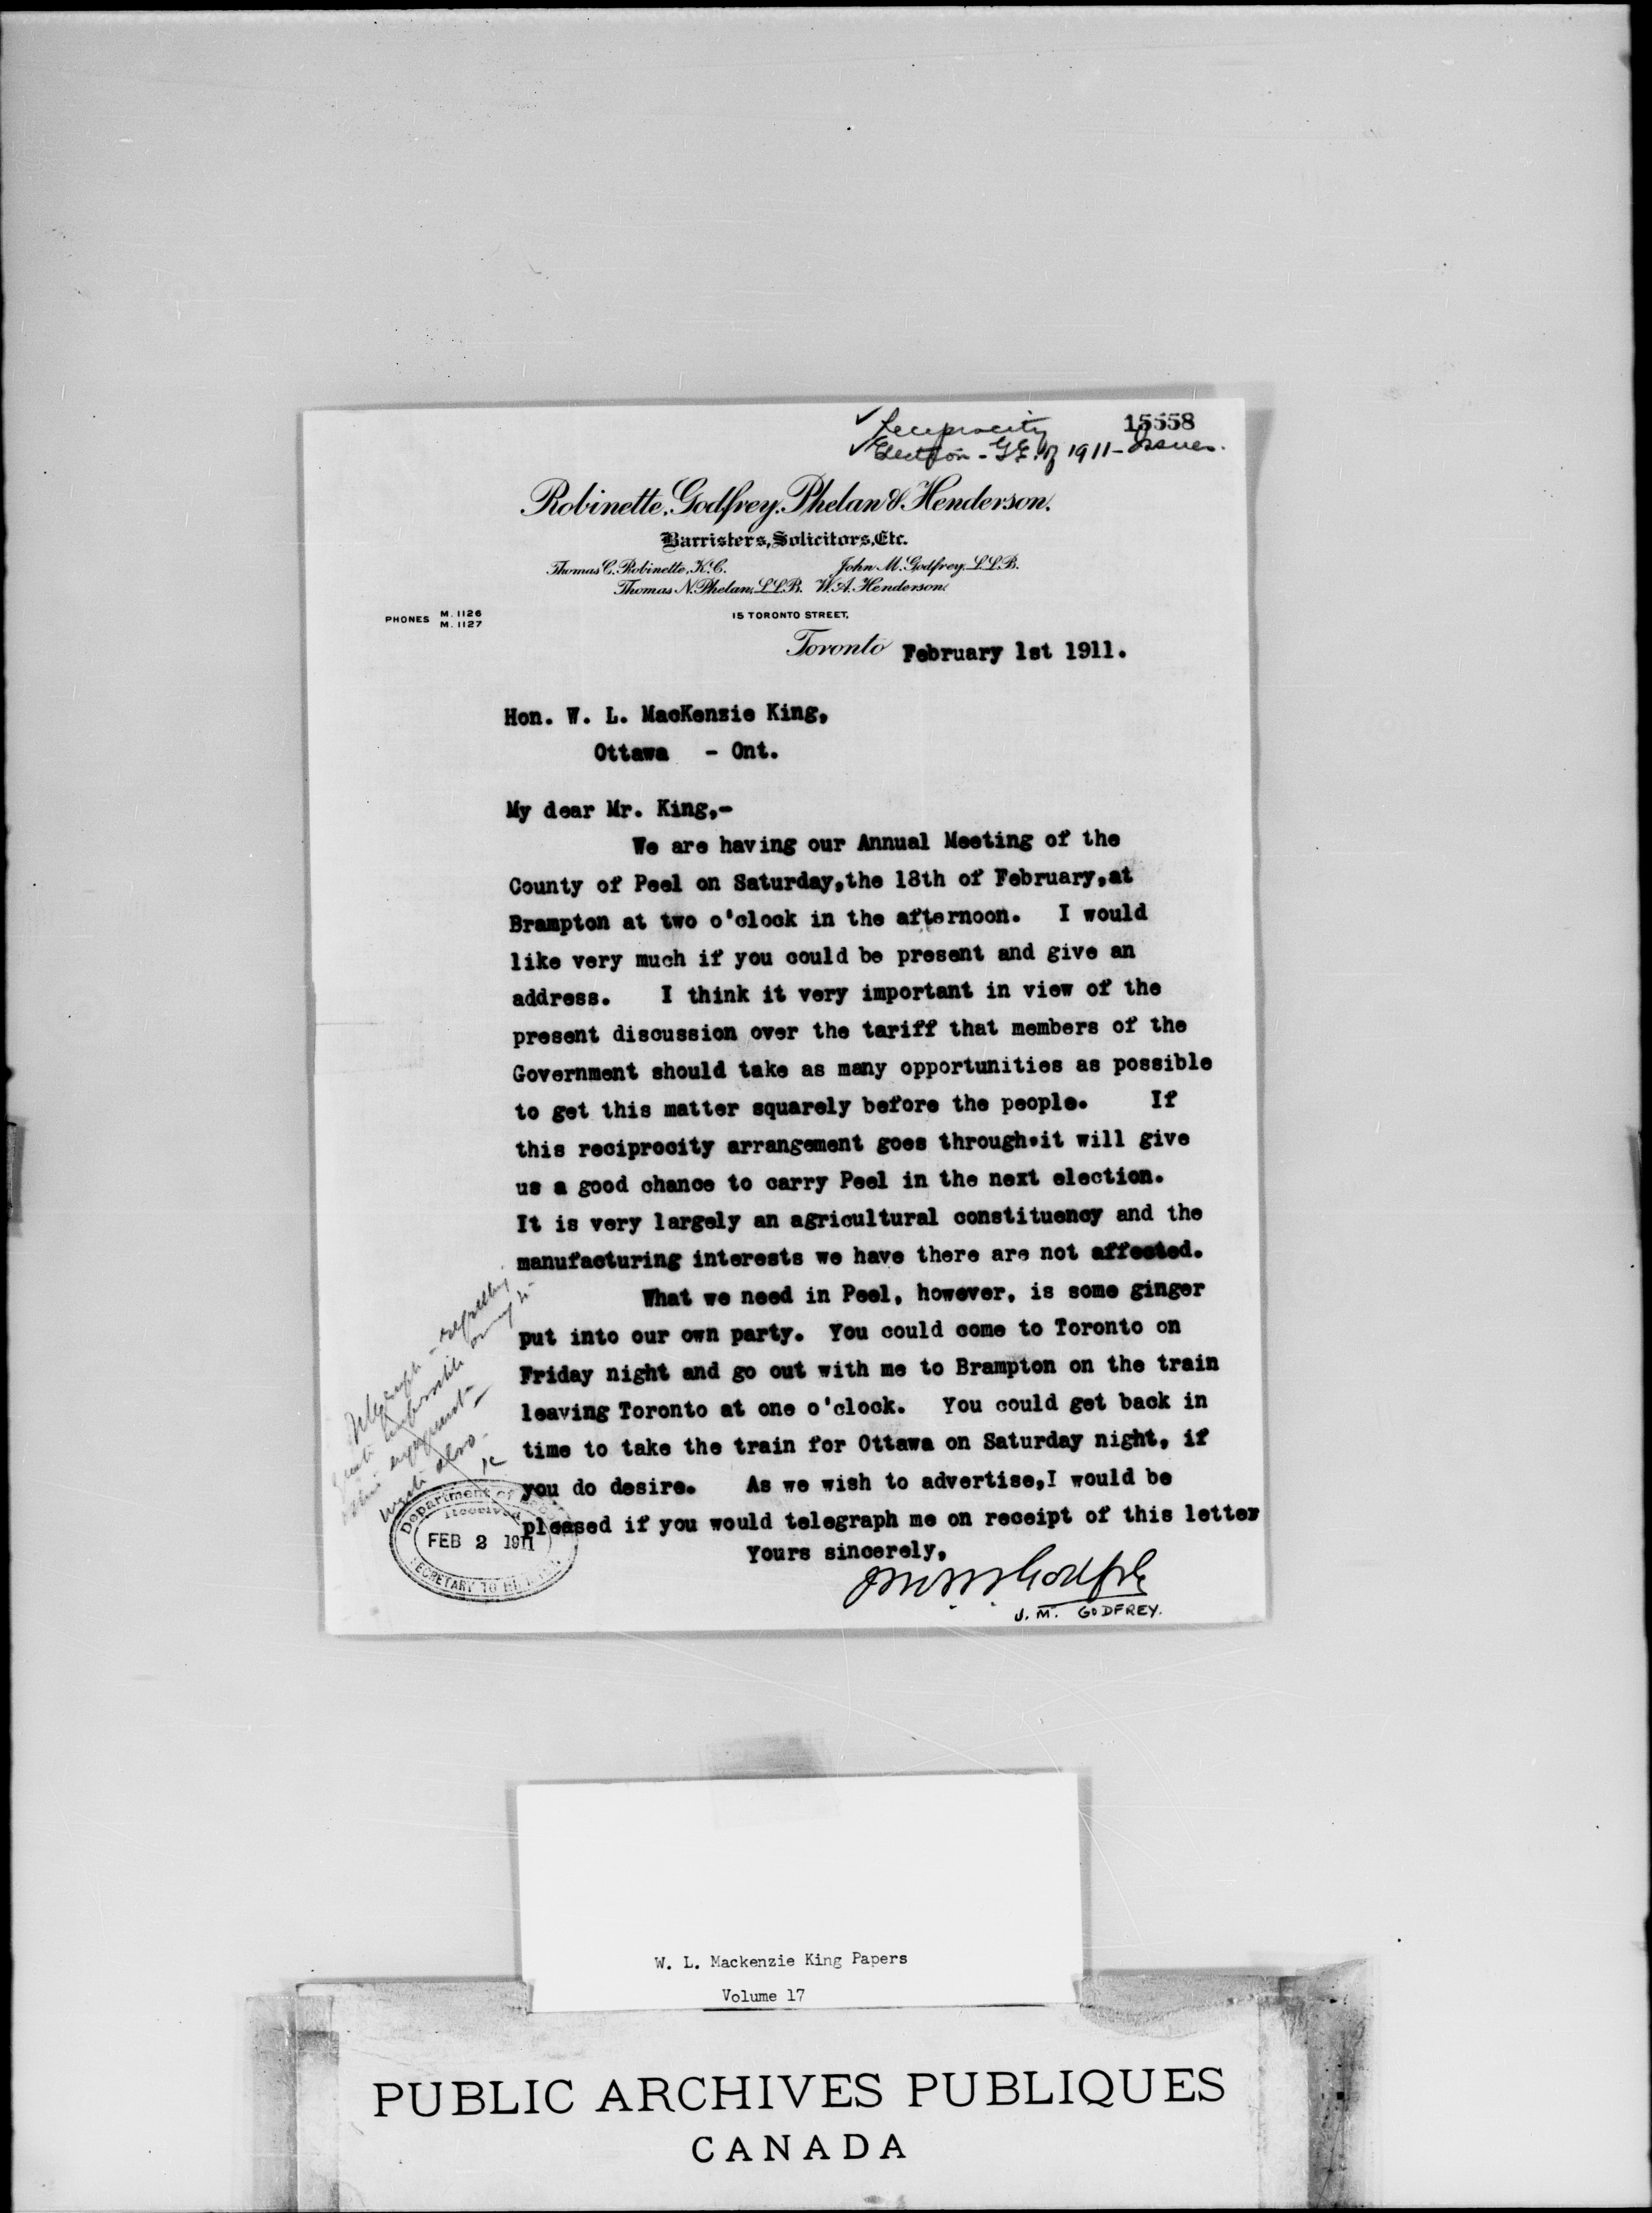 ✓ Reciprocity 15558
✓ Election - G.E. of 1911 - Issues.
Robinette, Godfrey, Phelan & Henderson.
Barristers, Solicitors, Etc.
Thomas C. Robinette, K.C. John M. Godfrey, LL.B.
Thomas N. Phelan, LL.B. W.A. Henderson.
PHONES M. 1126
M. 1127
15 TORONTO STREET,
Toronto February 1st 1911.
Hon. W. L. MacKenzie King,
Ottawa - Ont.
My dear Mr. King,-
We are having our Annual Meeting of the
County of Peel on Saturday,the 18th of February,at
Brampton at two o'clock in the afternoon. I would
like very much if you could be present and give an
address. I think it very important in view of the
present discussion over the tariff that members of the
Government should take as many opportunities as possible
to get this matter squarely before the people. If
this reciprocity arrangement goes through,it will give
us a good chance to carry Peel in the next election.
It is very largely an agricultural constituency and the
manufacturing interests we have there are not affected.
What we need in Peel, however, is some ginger
put into our own party. You could come to Toronto on
Friday night and go out with me to Brampton on the train
leaving Toronto at one o'clock. You could get back in
time to take the train for Ottawa on Saturday night, if
you do desire. As we wish to advertise,I would be
pleased if you would telegraph me on receipt of this letter
Yours sincerely,
J. M. GODFREY.
Telegraph - regretting
impossible owing to
engagement -
write also -
Department of
Received
FEB 2 1911
SECRETARY TO
W. L. Mackenzie King Papers
Volume 17
PUBLIC ARCHIVES PUBLIQUES
CANADA